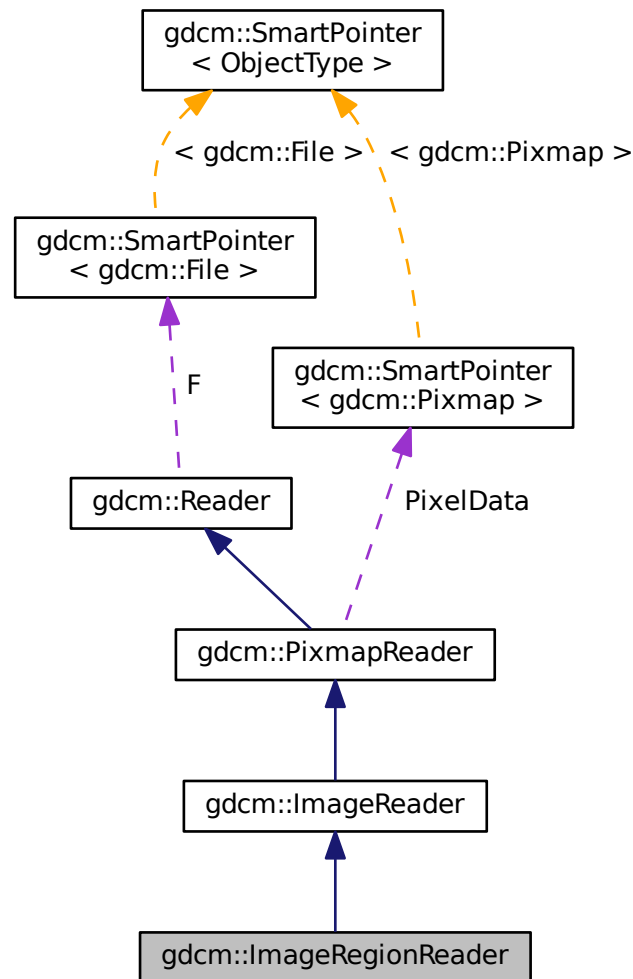 gdcm::SmartPointer
< ObjectType >
< gdcm::File >
< gdcm::Pixmap >
gdcm::SmartPointer
< gdcm::File >
gdcm::SmartPointer
< gdcm::Pixmap >
F
gdcm::Reader
PixelData
gdcm::PixmapReader
gdcm::ImageReader
gdcm::ImageRegionReader